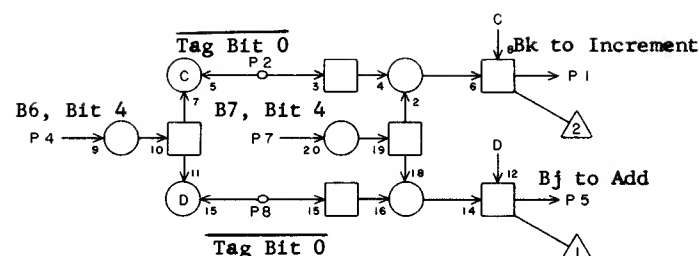 Tag Bit 0
C
P2
8
Bk to Increment
C
5
3
4
6
P1
7
2
B6, Bit 4
B7, Bit 4
2
P4
P7
9
10
20
19
D
11
18
12
Bj to Add
D
P5
15
P8
15
16
14
Tag Bit 0
1